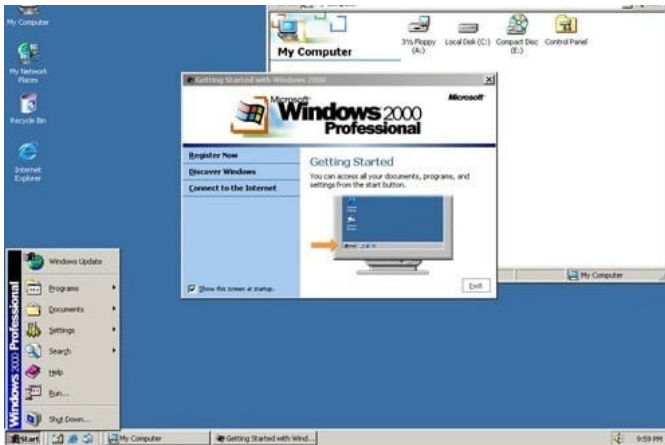 My Computer
My Network
Places
Recycle Bin
Internet
Explorer
My Computer
3½ Floppy
(A:)
Local Disk (C:)
Compact Disc
(E:)
Control Panel
My Computer
Getting Started with Windows 2000
Microsoft
Windows 2000
Professional
Microsoft
Register Now
Discover Windows
Connect to the Internet
Getting Started
You can access all your documents, programs, and
settings from the start button.
Show this screen at startup.
Exit
Windows 2000 Professional
Windows Update
Programs
Documents
Settings
Search
Help
Run...
Shut Down...
Start
My Computer
Getting Started with Wind...
9:59 PM